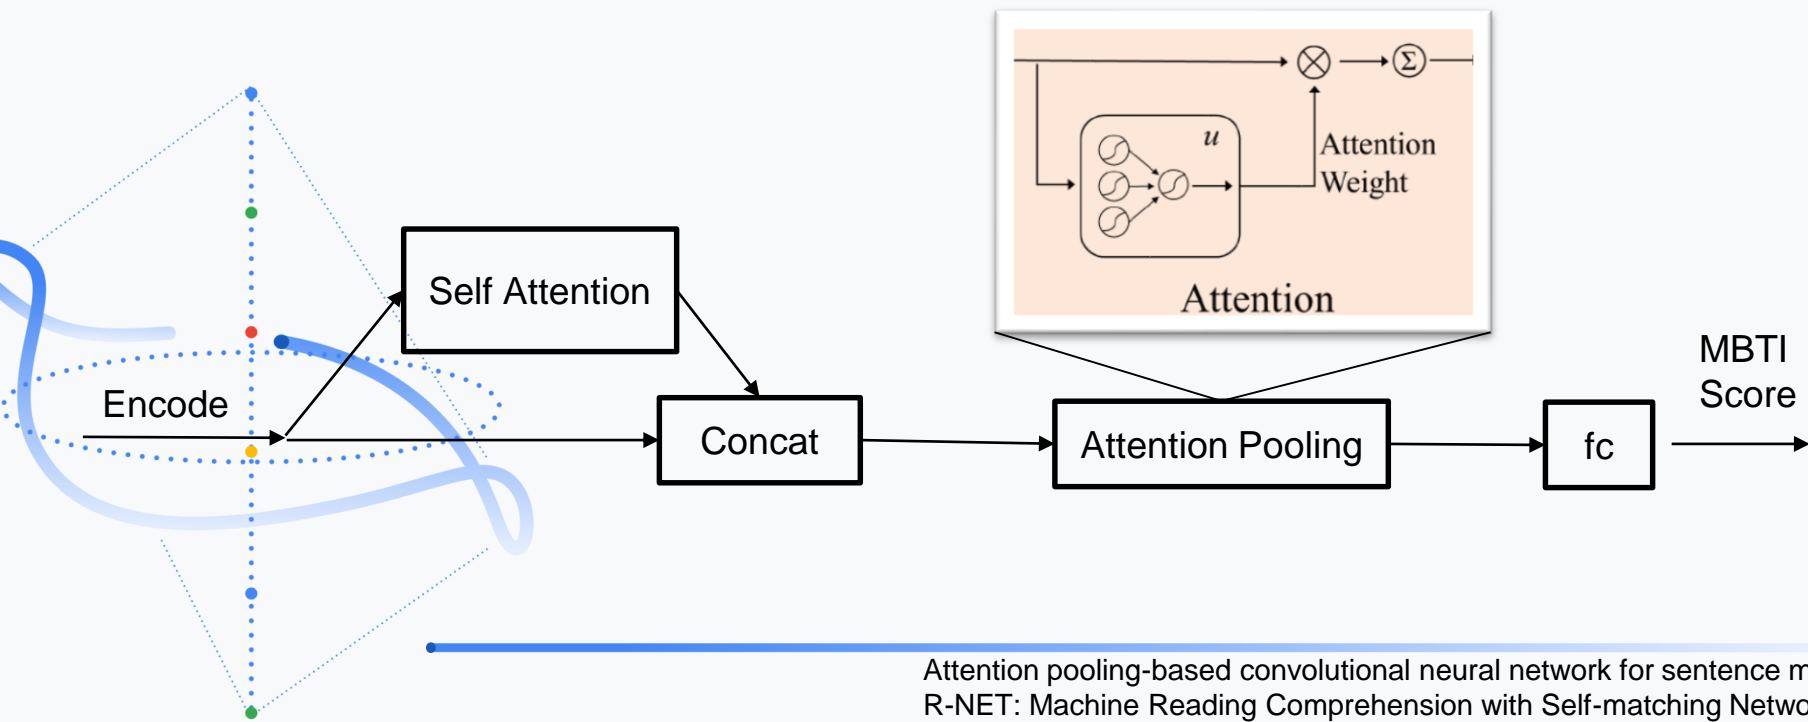 u
Attention
Weight
Σ
Attention
Self Attention
MBTI
Score
Encode
Concat
Attention Pooling
fc
Attention pooling-based convolutional neural network for sentence
R-NET: Machine Reading Comprehension with Self-matching